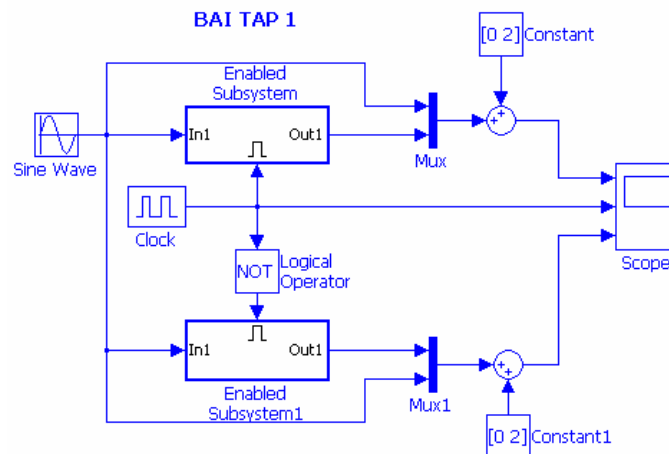 BAI TAP 1
[0 2]
Constant
Enabled
Subsystem
In1
Out1
Sine Wave
Mux
Clock
NOT
Logical
Operator
Scope
In1
Out1
Enabled
Subsystem1
Mux1
[0 2]
Constant1